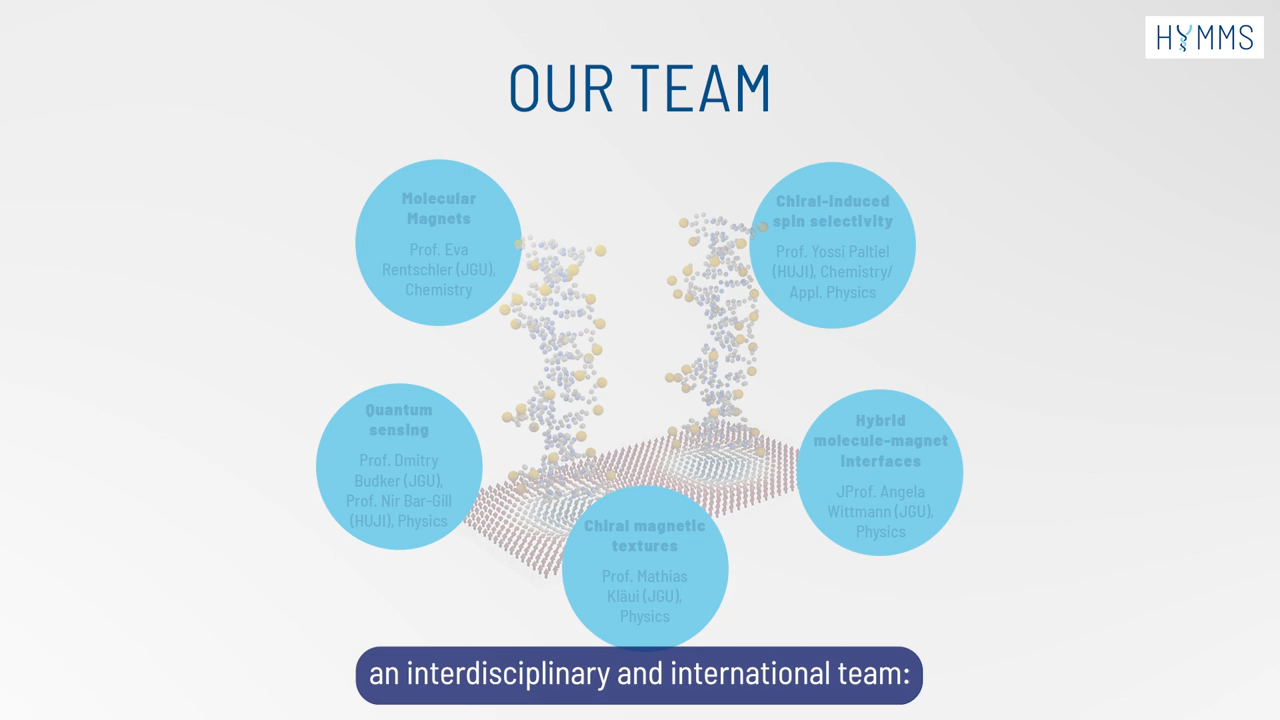 HYMMS
OUR TEAM
Molecular
Magnets
Prof. Eva
Rentschler (JGU),
Chemistry
Chiral-induced
spin selectivity
Prof. Yossi Paltiel
(HUJI), Chemistry/
Appl. Physics
Quantum
sensing
Prof. Dmitry
Budker (JGU),
Prof. Nir Bar-Gill
(HUJI), Physics
Hybrid
molecule-magnet
interfaces
JProf. Angela
Wittmann (JGU),
Physics
Chiral magnetic
textures
Prof. Mathias
Kläui (JGU),
Physics
an interdisciplinary and international team: